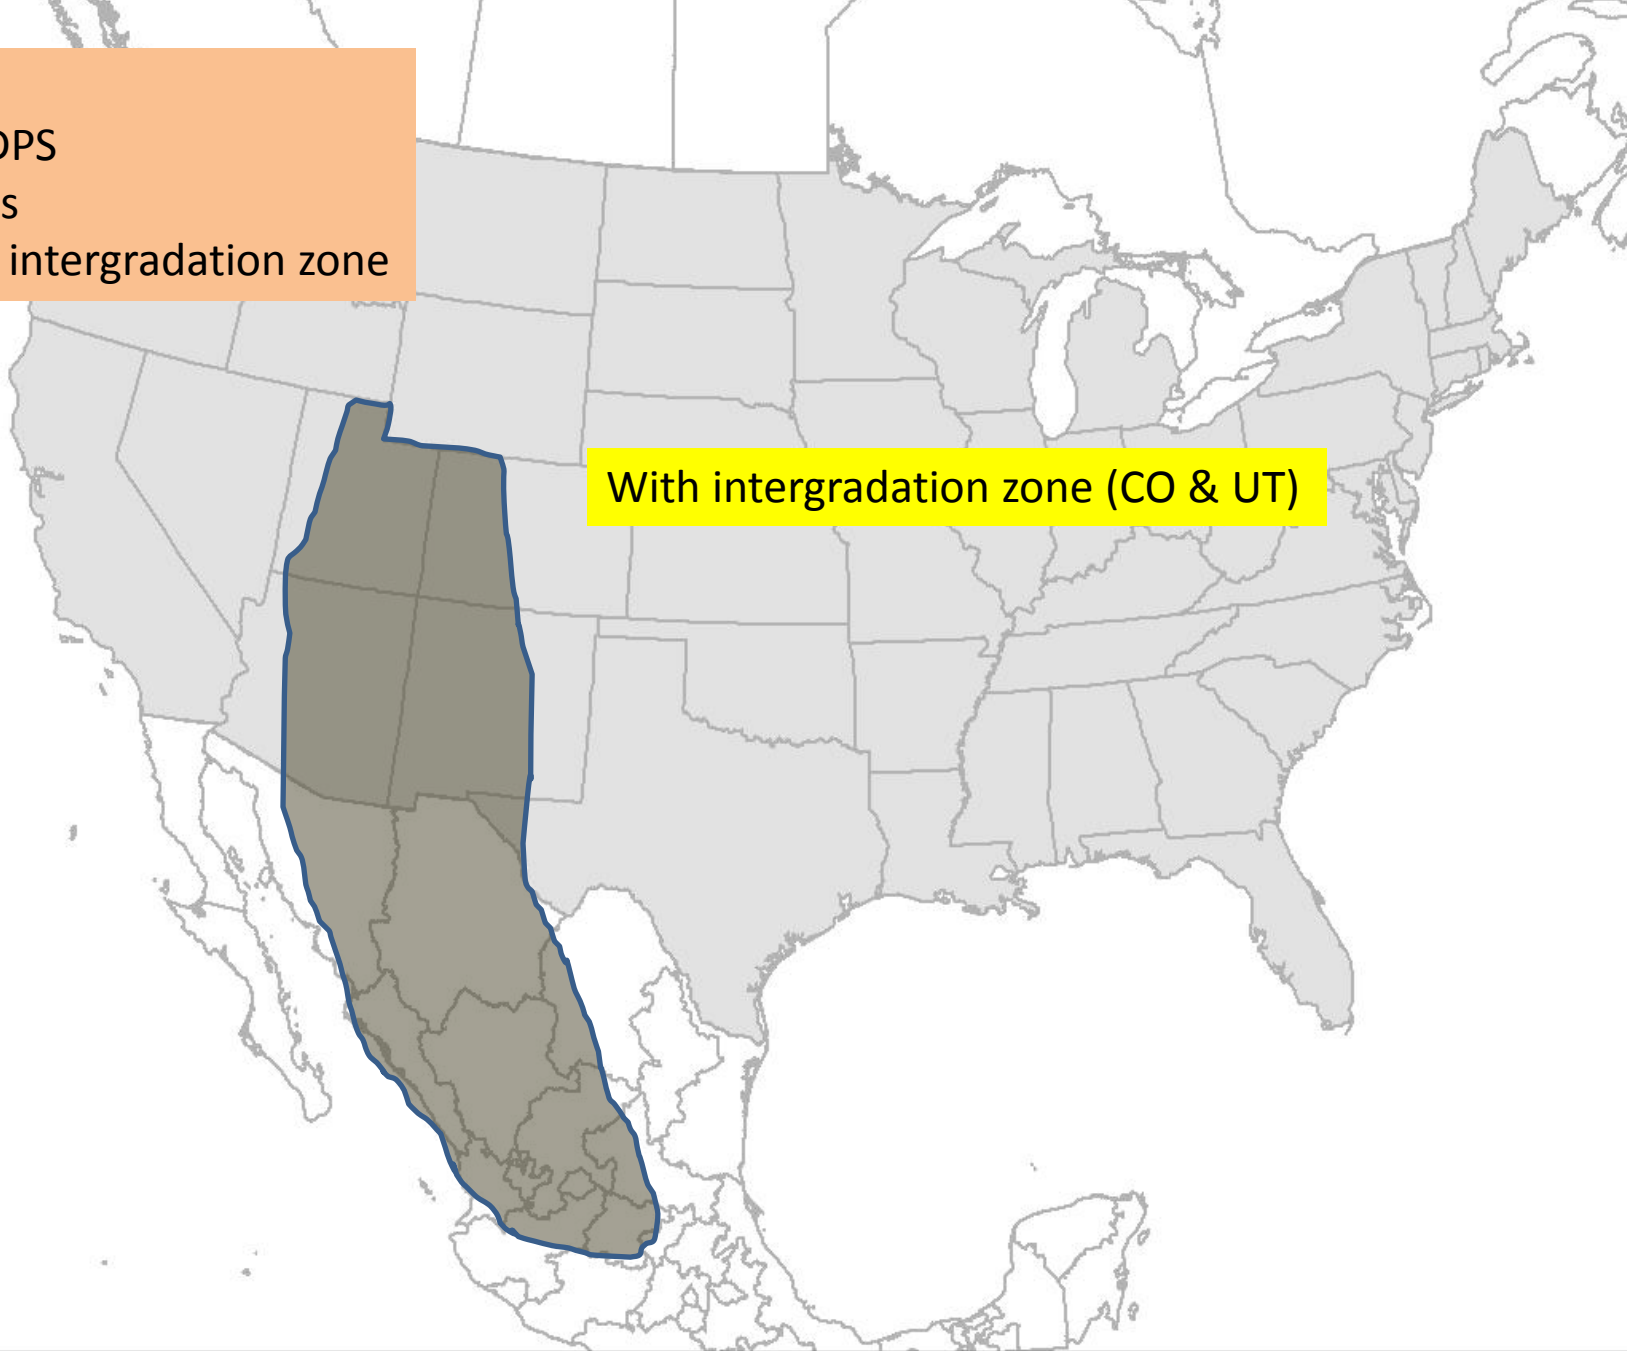 DPS
s
intergradation zone
With intergradation zone (CO & UT)